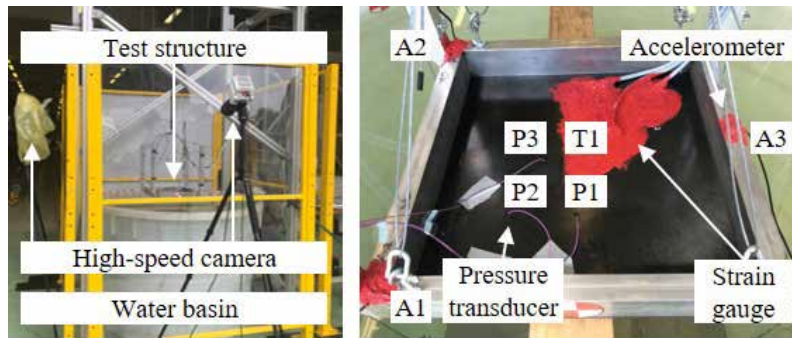 Test structure
High-speed camera
Water basin
A2
Accelerometer
P3
T1
A3
P2
P1
Pressure
transducer
Strain
gauge
A1